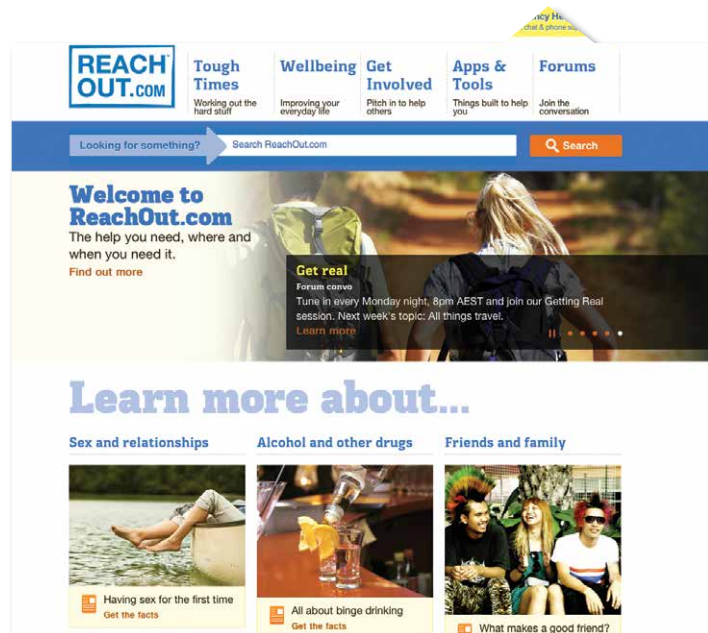 chat & phone
REACH
OUT.COM
Tough
Times
Working out the
hard stuff
Wellbeing
Improving your
everyday life
Get
Involved
Pitch in to help
others
Apps &
Tools
Things built to help
you
Forums
Join the
conversation
Looking for something?
Search ReachOut.com
Search
Welcome to
ReachOut.com
The help you need, where and
when you need it.
Find out more
Get real
Forum convo
Tune in every Monday night, 8pm AEST and join our Getting Real
session. Next week's topic: All things travel.
Learn more
Learn more about...
Sex and relationships
Alcohol and other drugs
Friends and family
Having sex for the first time
Get the facts
All about binge drinking
Get the facts
What makes a good friend?